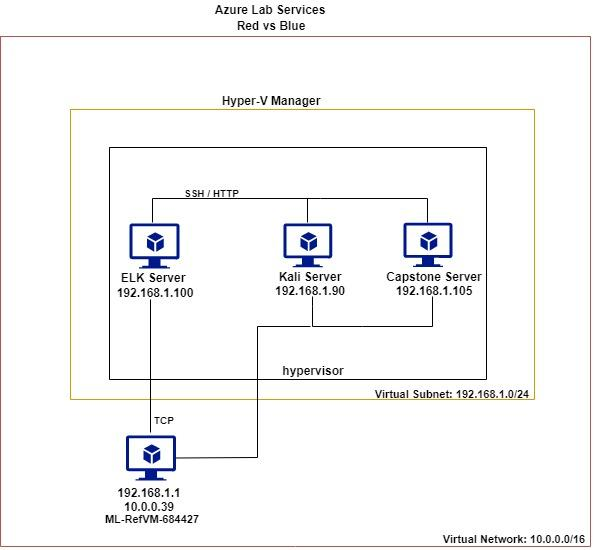 Azure Lab Services
Red vs Blue
Hyper-V Manager
SSH / HTTP
ELK Server
192.168.1.100
Kali Server
192.168.1.90
Capstone Server
192.168.1.105
hypervisor
Virtual Subnet: 192.168.1.0/24
TCP
192.168.1.1
10.0.0.39
ML-RefVM-684427
Virtual Network: 10.0.0.0/16